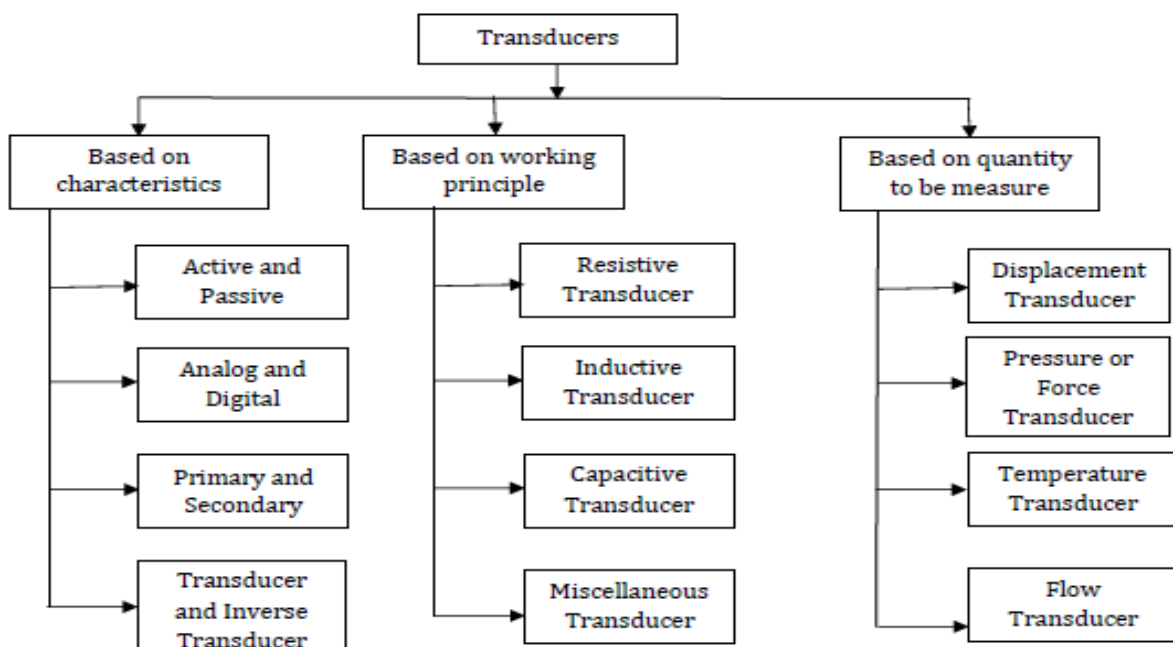 Transducers
Based on
characteristics
Based on working
principle
Based on quantity
to be measure
Active and
Passive
Analog and
Digital
Primary and
Secondary
Transducer
and Inverse
Transducer
Resistive
Transducer
Inductive
Transducer
Capacitive
Transducer
Miscellaneous
Transducer
Displacement
Transducer
Pressure or
Force
Transducer
Temperature
Transducer
Flow
Transducer